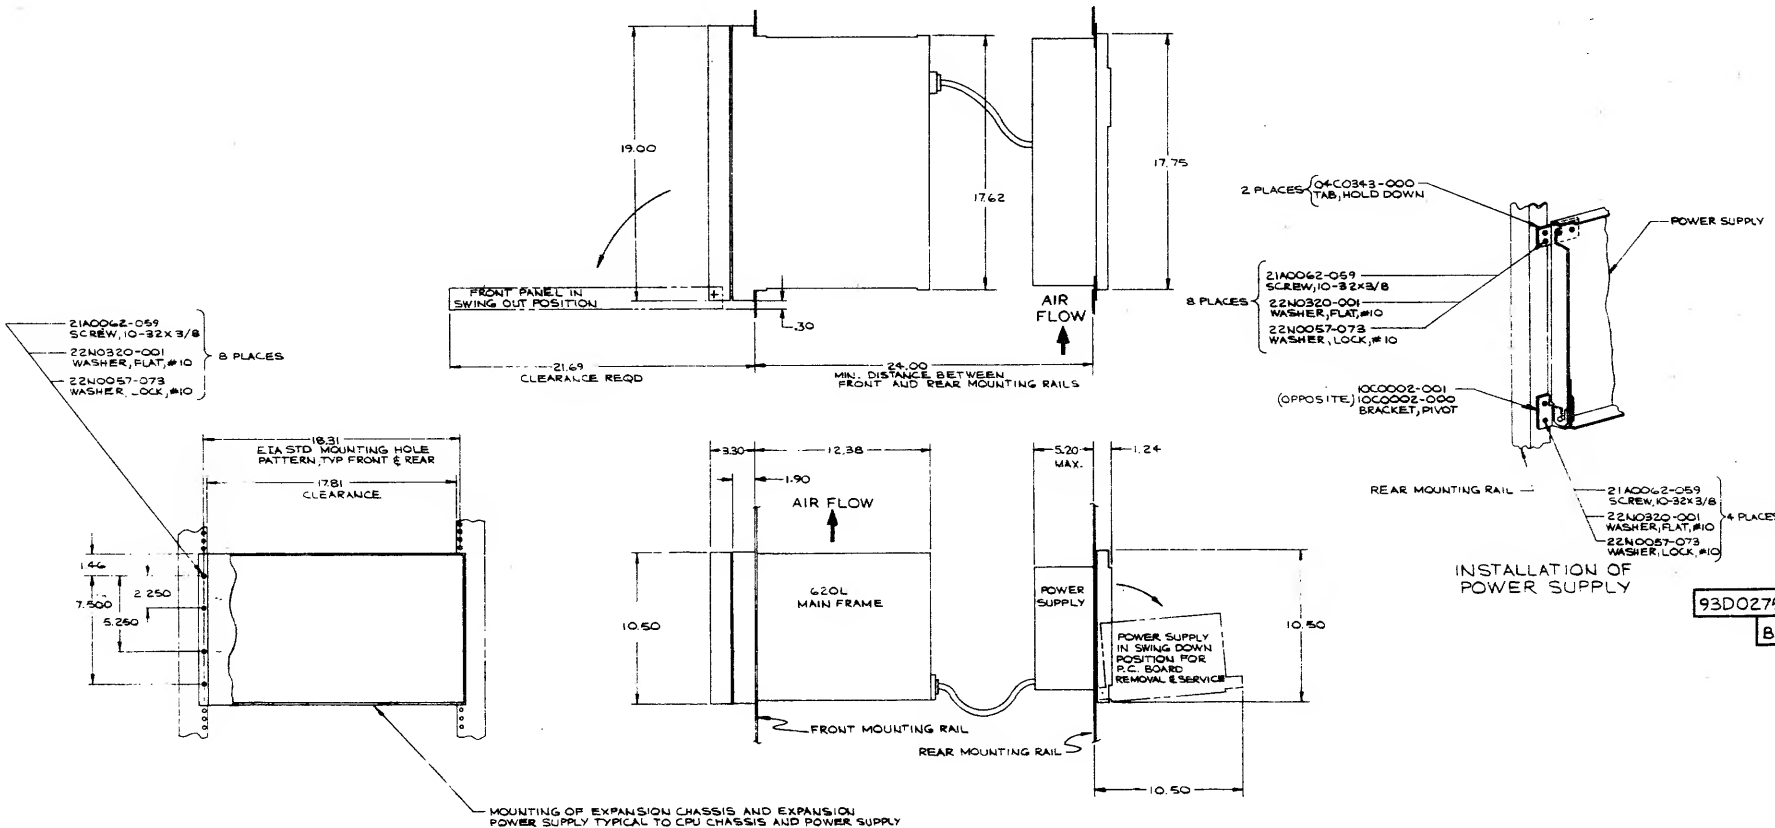 19.00
17.62
17.75
FRONT PANEL IN
SWING OUT POSITION
.30
AIR
FLOW
21.69
CLEARANCE REQD
24.00
MIN. DISTANCE BETWEEN
FRONT AND REAR MOUNTING RAILS
21A0062-059
SCREW, 10-32X3/8
22N0320-001
WASHER, FLAT, #10
22N0057-073
WASHER, LOCK, #10
8 PLACES
2 PLACES
04C0343-000
TAB, HOLD DOWN
POWER SUPPLY
8 PLACES
21A0062-059
SCREW, 10-32X3/8
22N0320-001
WASHER, FLAT, #10
22N0057-073
WASHER, LOCK, #10
10C0002-001
(OPPOSITE) 10C0002-000
BRACKET, PIVOT
REAR MOUNTING RAIL
21A0062-059
SCREW, 10-32X3/8
22N0320-001
WASHER, FLAT, #10
22N0057-073
WASHER, LOCK, #10
4 PLACES
INSTALLATION OF
POWER SUPPLY
18.31
EIA STD MOUNTING HOLE
PATTERN, TYP FRONT & REAR
17.81
CLEARANCE
1.46
2.250
7.500
5.250
3.30
12.38
1.90
AIR FLOW
5.20
MAX.
1.24
10.50
620L
MAIN FRAME
POWER
SUPPLY
POWER SUPPLY
IN SWING DOWN
POSITION FOR
P.C. BOARD
REMOVAL & SERVICE
10.50
FRONT MOUNTING RAIL
REAR MOUNTING RAIL
10.50
MOUNTING OF EXPANSION CHASSIS AND EXPANSION
POWER SUPPLY TYPICAL TO CPU CHASSIS AND POWER SUPPLY
B